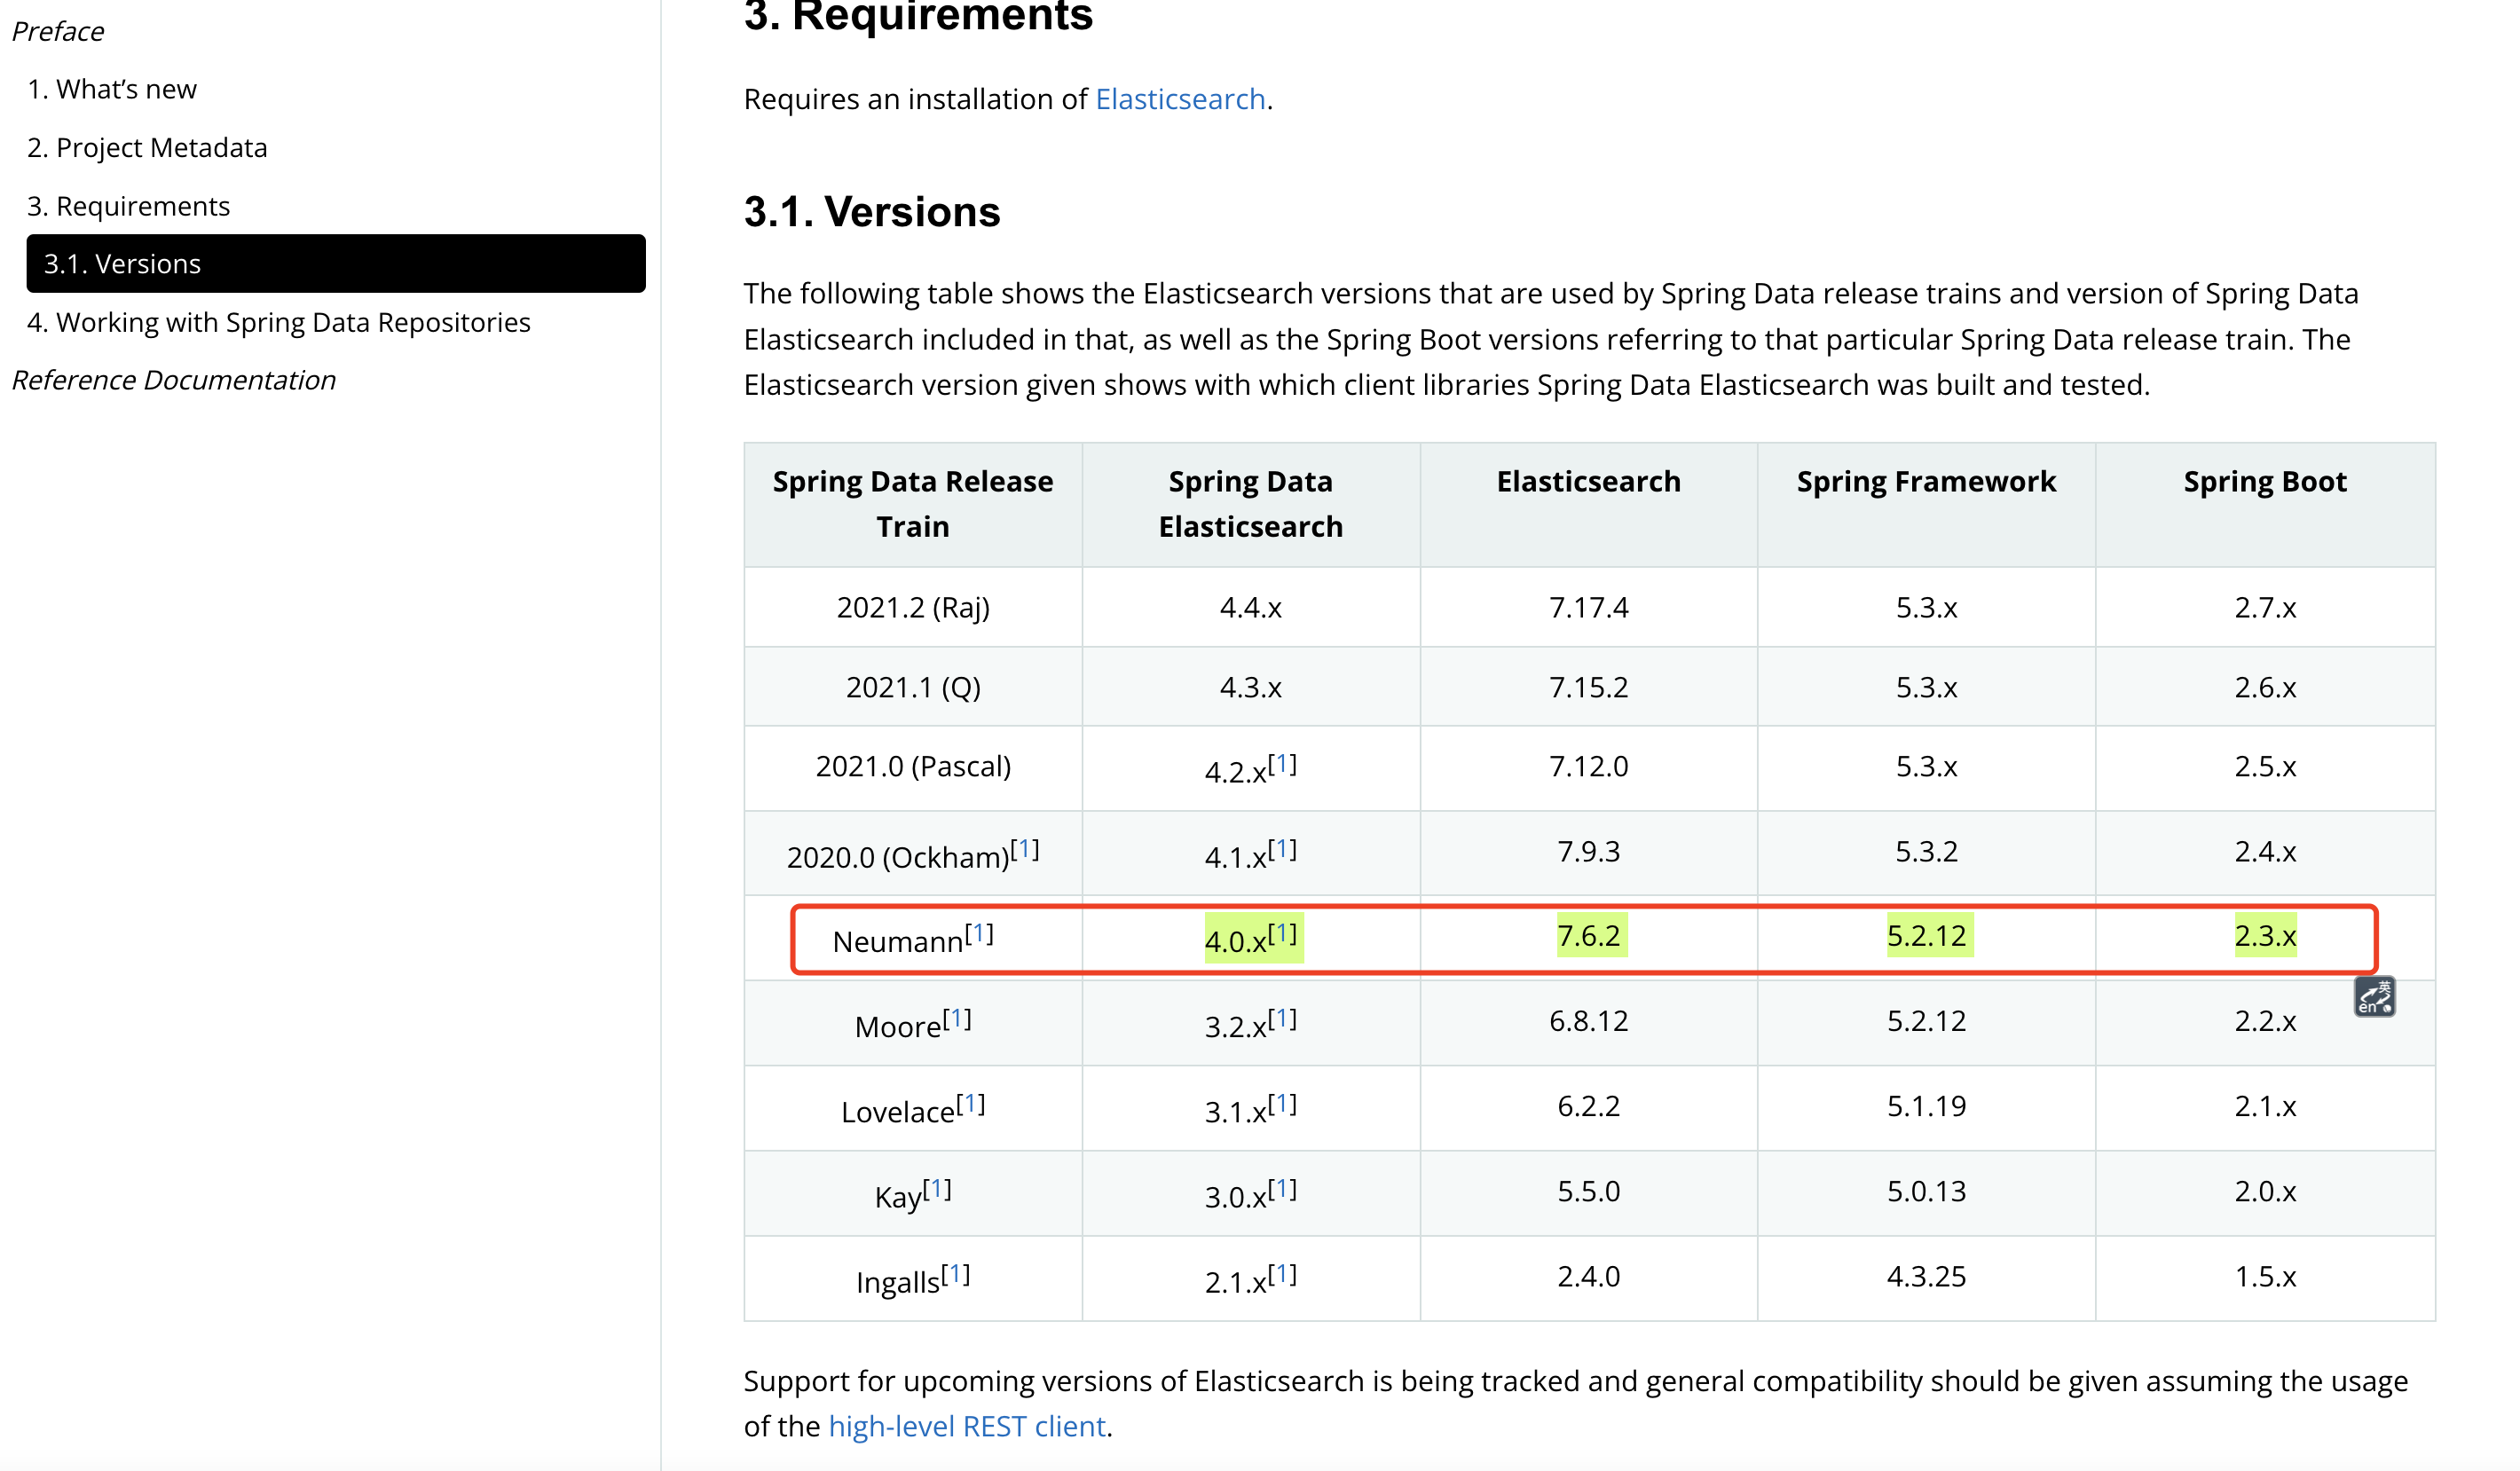 Preface
1. What’s new
2. Project Metadata
3. Requirements
3.1. Versions
4. Working with Spring Data Repositories
Reference Documentation
3. Requirements
Requires an installation of Elasticsearch.
3.1. Versions
The following table shows the Elasticsearch versions that are used by Spring Data release trains and version of Spring Data
Elasticsearch included in that, as well as the Spring Boot versions referring to that particular Spring Data release train. The
Elasticsearch version given shows with which client libraries Spring Data Elasticsearch was built and tested.
Spring Data Release Train Spring Data Elasticsearch Elasticsearch Spring Framework Spring Boot
2021.2 (Raj) 4.4.x 7.17.4 5.3.x 2.7.x
2021.1 (Q) 4.3.x 7.15.2 5.3.x 2.6.x
2021.0 (Pascal) 4.2.x[1] 7.12.0 5.3.x 2.5.x
2020.0 (Ockham)[1] 4.1.x[1] 7.9.3 5.3.2 2.4.x
Neumann[1] 4.0.x[1] 7.6.2 5.2.12 2.3.x
英
en
Moore[1] 3.2.x[1] 6.8.12 5.2.12 2.2.x
Lovelace[1] 3.1.x[1] 6.2.2 5.1.19 2.1.x
Kay[1] 3.0.x[1] 5.5.0 5.0.13 2.0.x
Ingalls[1] 2.1.x[1] 2.4.0 4.3.25 1.5.x
Support for upcoming versions of Elasticsearch is being tracked and general compatibility should be given assuming the usage
of the high-level REST client.